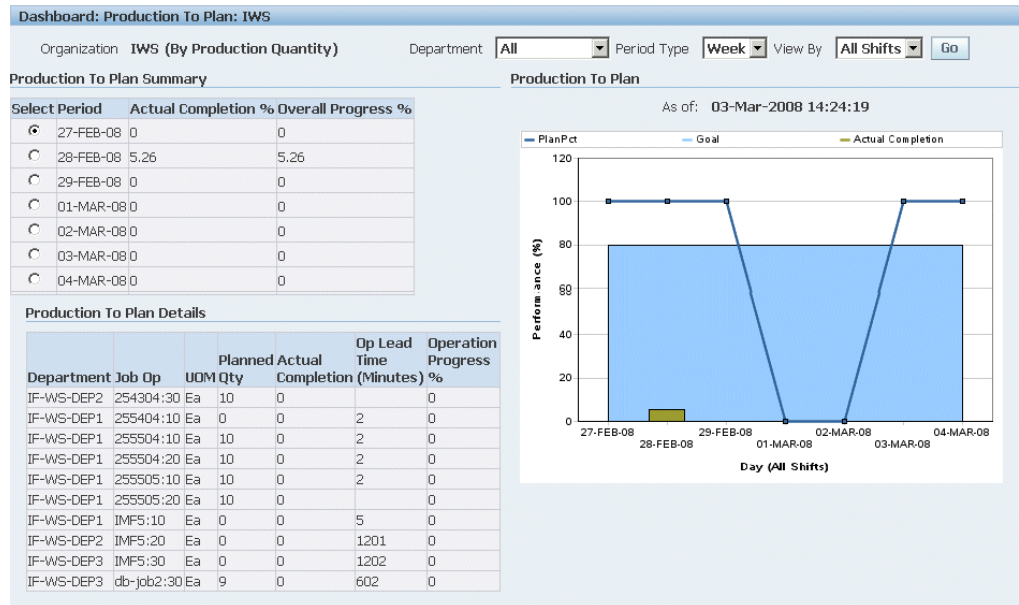 Dashboard: Production To Plan: IWS
Organization IWS (By Production Quantity) Department All Period Type Week View By All Shifts Go
Production To Plan Summary
Select Period Actual Completion % Overall Progress %
27-FEB-08 0 0
28-FEB-08 5.26 5.26
29-FEB-08 0 0
01-MAR-08 0 0
02-MAR-08 0 0
03-MAR-08 0 0
04-MAR-08 0 0
Production To Plan Details
Department Job Op UOM Planned Qty Actual Completion Op Lead Time (Minutes) Operation Progress %
IF-WS-DEP2 254304:30 Ea 10 0 0
IF-WS-DEP1 255404:10 Ea 0 0 2 0
IF-WS-DEP1 255504:10 Ea 10 0 2 0
IF-WS-DEP1 255504:20 Ea 10 0 2 0
IF-WS-DEP1 255505:10 Ea 10 0 2 0
IF-WS-DEP1 255505:20 Ea 10 0 0
IF-WS-DEP1 IMF5:10 Ea 0 0 5 0
IF-WS-DEP2 IMF5:20 Ea 0 0 1201 0
IF-WS-DEP3 IMF5:30 Ea 0 0 1202 0
IF-WS-DEP3 db-job2:30 Ea 9 0 602 0
Production To Plan
As of: 03-Mar-2008 14:24:19
PlanPct Goal Actual Completion
120
100
80
60
40
20
0
Performance (%)
27-FEB-08 29-FEB-08 02-MAR-08 04-MAR-08
28-FEB-08 01-MAR-08 03-MAR-08
Day (All Shifts)